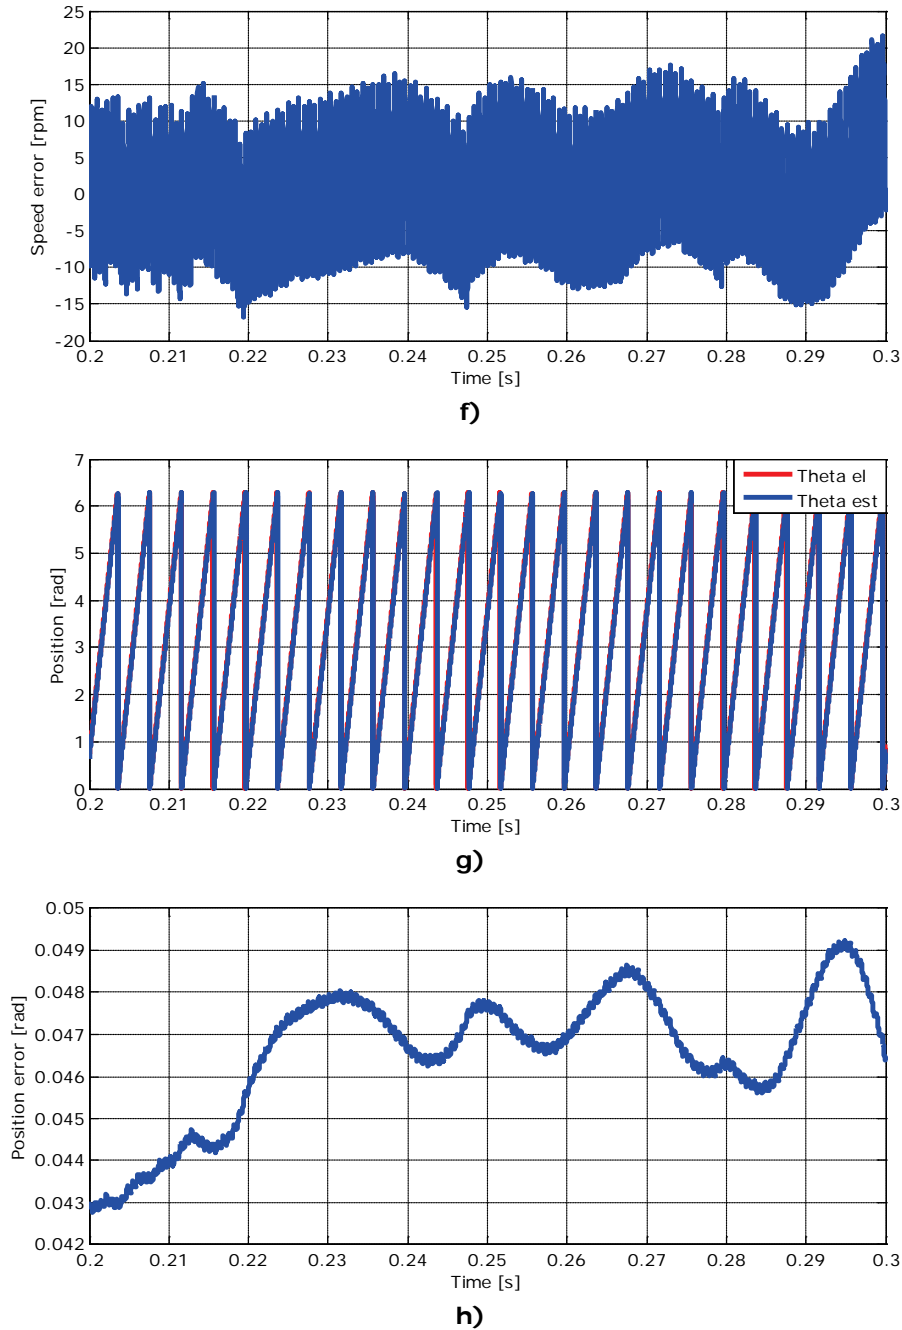 25
20
15
10
5
0
-5
-10
-15
-20
Speed error [rpm]
0.2 0.21 0.22 0.23 0.24 0.25 0.26 0.27 0.28 0.29 0.3
Time [s]
f)
7
6
5
4
3
2
1
0
Position [rad]
Theta el
Theta est
0.2 0.21 0.22 0.23 0.24 0.25 0.26 0.27 0.28 0.29 0.3
Time [s]
g)
0.05
0.049
0.048
0.047
0.046
0.045
0.044
0.043
0.042
Position error [rad]
0.2 0.21 0.22 0.23 0.24 0.25 0.26 0.27 0.28 0.29 0.3
Time [s]
h)